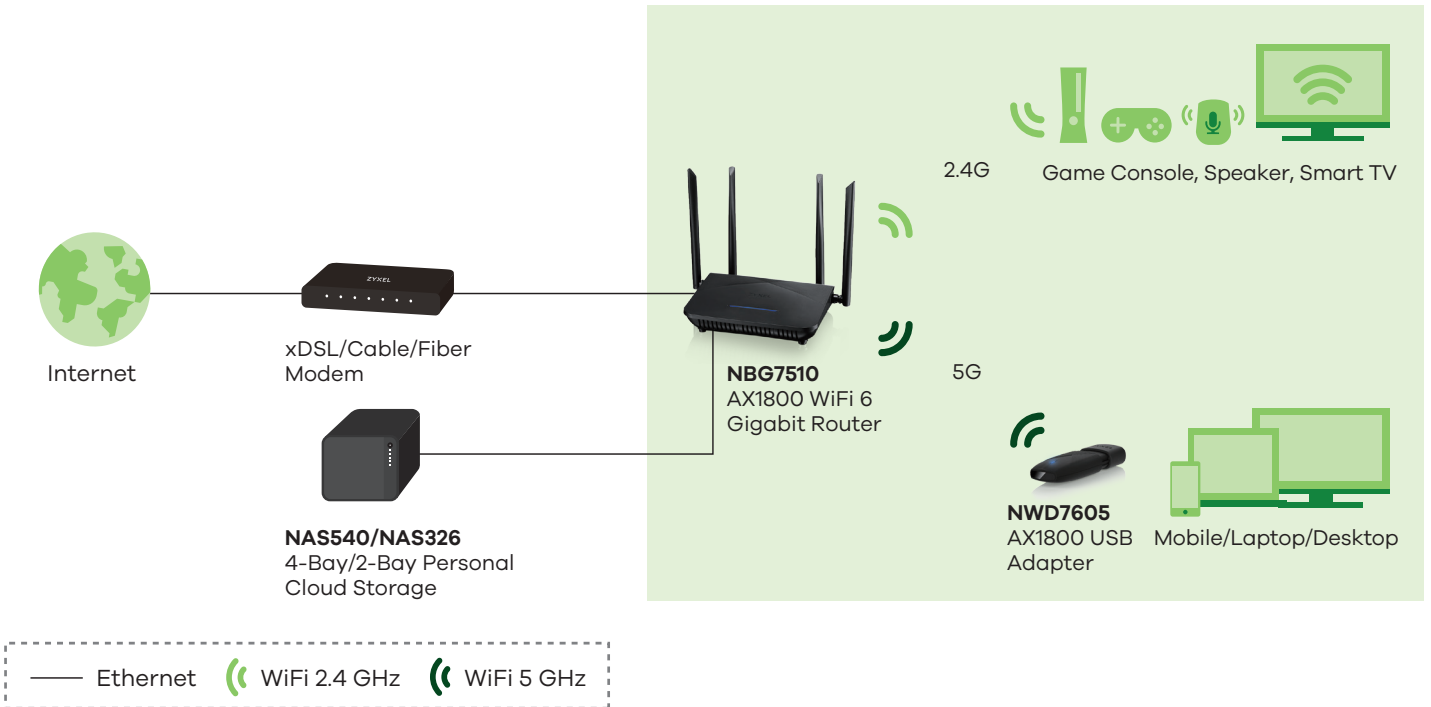 2.4G
Game Console, Speaker, Smart TV
ZYXEL
Internet
xDSL/Cable/Fiber
Modem
NBG7510
AX1800 WiFi 6
Gigabit Router
5G
NAS540/NAS326
4-Bay/2-Bay Personal
Cloud Storage
NWD7605
AX1800 USB
Adapter
Mobile/Laptop/Desktop
Ethernet
WiFi 2.4 GHz
WiFi 5 GHz